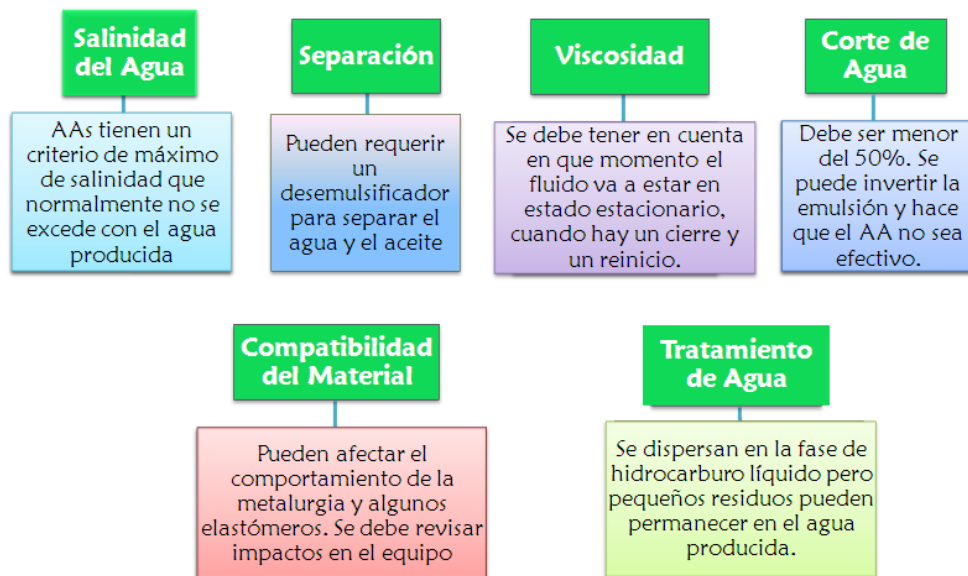 Salinidad
del Agua
AAs tienen un
criterio de máximo
de salinidad que
normalmente no se
excede con el agua
producida
Separación
Pueden requerir
un
desemulsificador
para separar el
agua y el aceite
Viscosidad
Se debe tener en cuenta
en que momento el
fluido va a estar en
estado estacionario,
cuando hay un cierre y
un reinicio.
Corte de
Agua
Debe ser menor
del 50%. Se
puede invertir la
emulsión y hace
que el AA no sea
efectivo.
Compatibilidad
del Material
Pueden afectar el
comportamiento de la
metalurgia y algunos
elastómeros. Se debe revisar
impactos en el equipo
Tratamiento
de Agua
Se dispersan en la fase de
hidrocarburo líquido pero
pequeños residuos pueden
permanecer en el agua
producida.